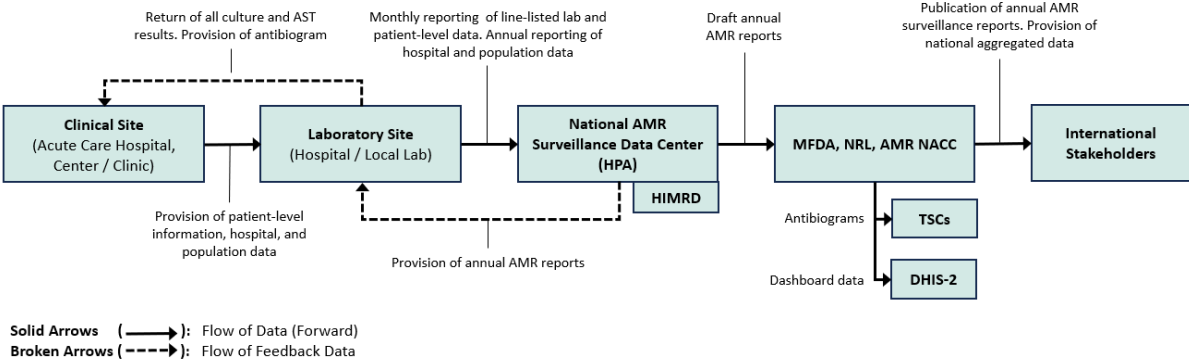 Return of all culture and AST
results. Provision of antibiogram
Monthly reporting of line-listed lab and
patient-level data. Annual reporting of
hospital and population data
Draft annual
AMR reports
Publication of annual AMR
surveillance reports. Provision of
national aggregated data
Clinical Site
(Acute Care Hospital,
Center / Clinic)
Laboratory Site
(Hospital / Local Lab)
National AMR
Surveillance Data Center
(HPA)
HIMRD
MFDA, NRL, AMR NACC
International
Stakeholders
Provision of patient-level
information, hospital, and
population data
Provision of annual AMR reports
Antibiograms
TSCs
Dashboard data
DHIS-2
Solid Arrows ( ): Flow of Data (Forward)
Broken Arrows ( ): Flow of Feedback Data